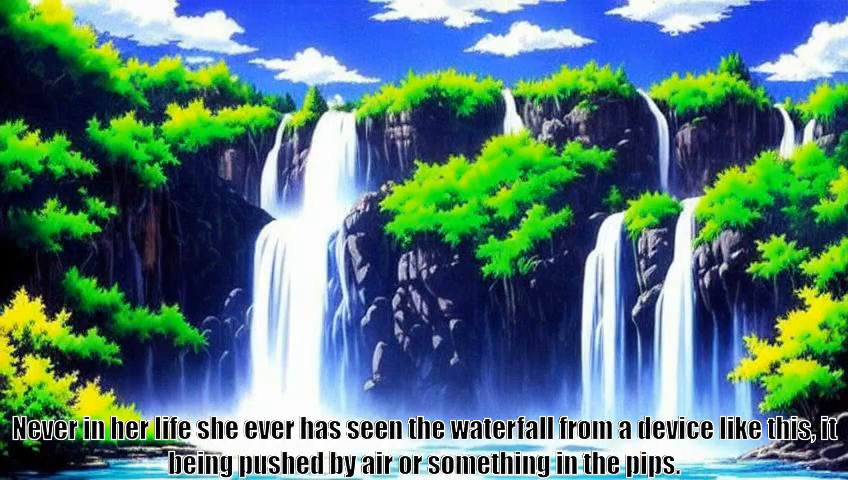 Never in her life she ever has seen the waterfall from a device like this, it
being pushed by air or something in the pips.